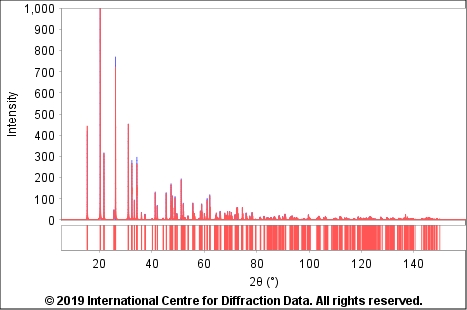 1,000
900
800
700
600
500
400
300
200
100
0
Intensity
20 40 60 80 100 120 140
2θ (°)
© 2019 International Centre for Diffraction Data. All rights reserved.